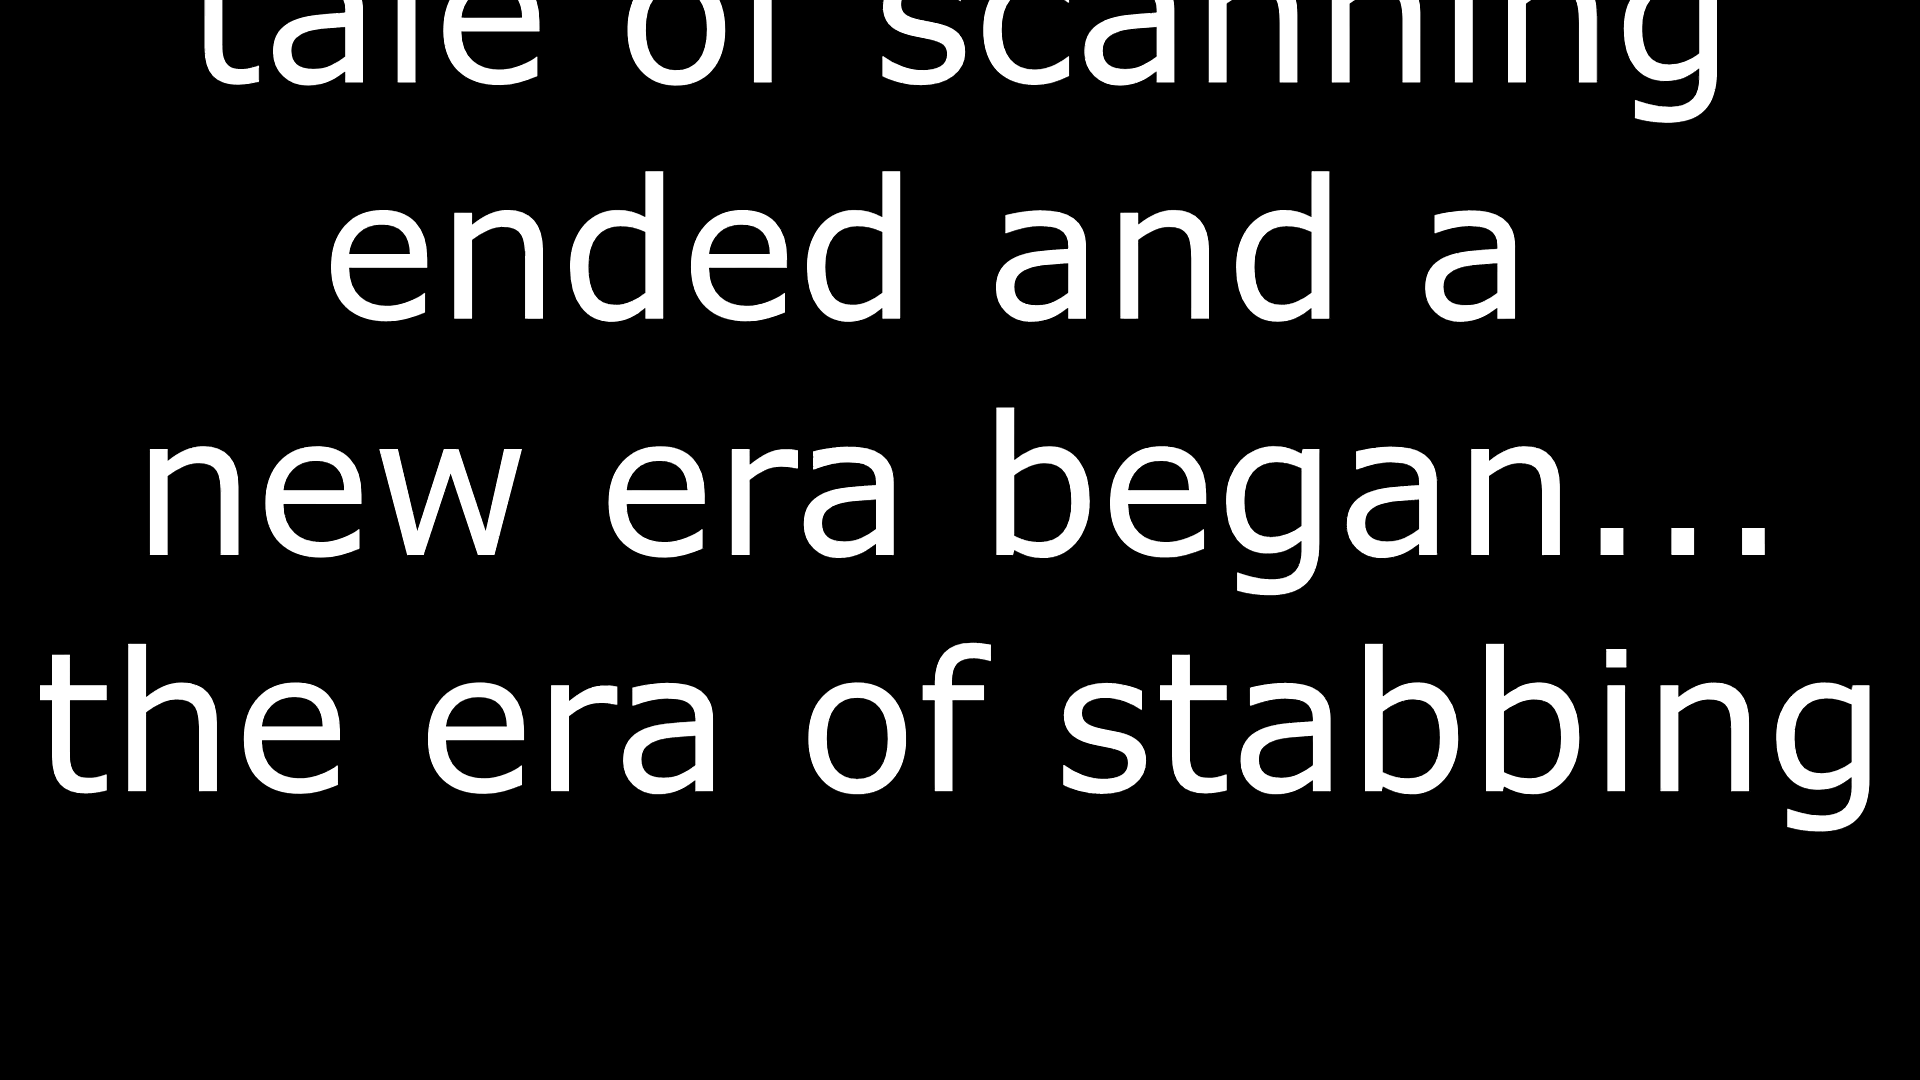 tale of scanning
ended and a
new era began...
the era of stabbing